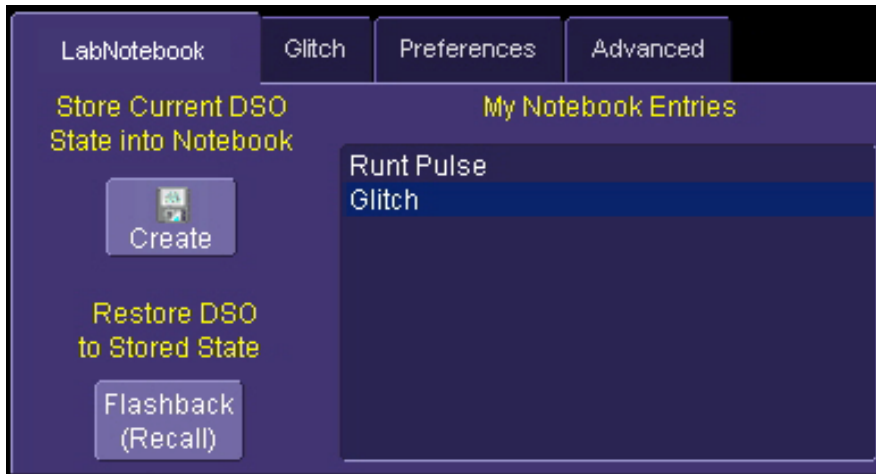 LabNotebook
Glitch
Preferences
Advanced
Store Current DSO
State into Notebook
Create
Restore DSO
to Stored State
Flashback
(Recall)
My Notebook Entries
Runt Pulse
Glitch